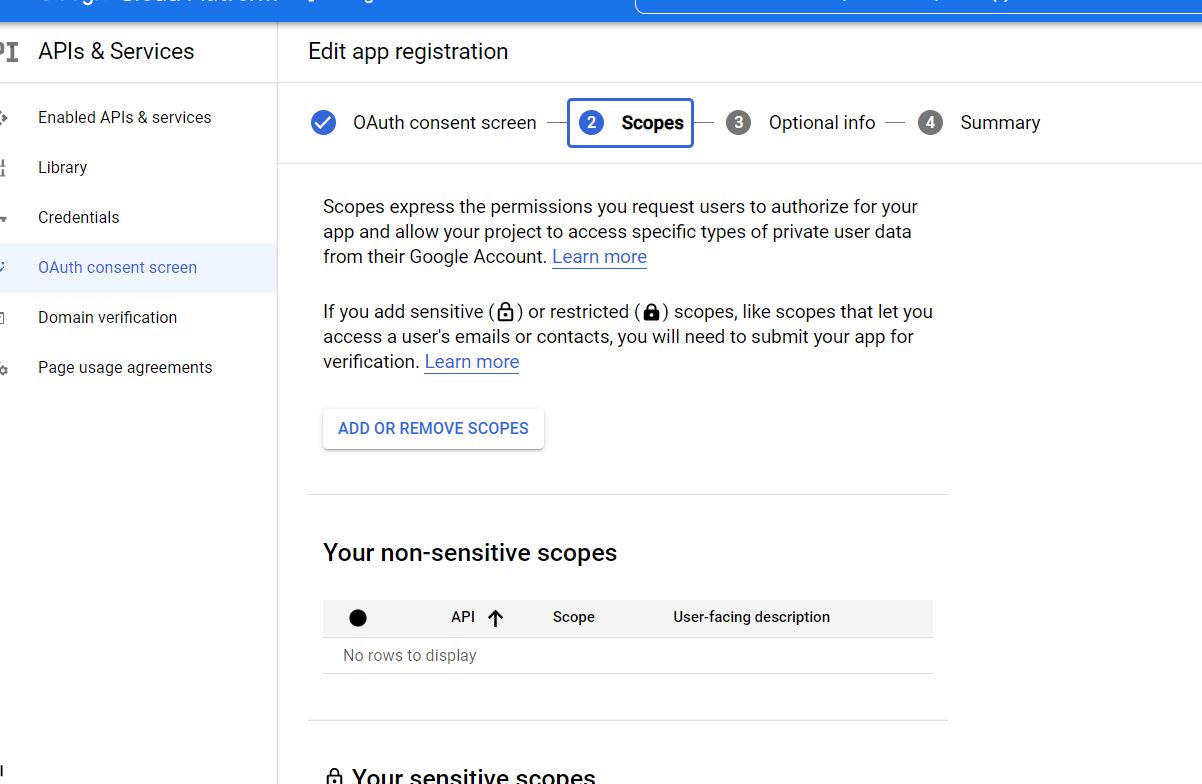 APIs & Services
Edit app registration
Enabled APIs & services
Library
Credentials
OAuth consent screen
Domain verification
Page usage agreements
OAuth consent screen
2 Scopes
3 Optional info
4 Summary
Scopes express the permissions you request users to authorize for your
app and allow your project to access specific types of private user data
from their Google Account. Learn more
If you add sensitive () or restricted () scopes, like scopes that let you
access a user's emails or contacts, you will need to submit your app for
verification. Learn more
ADD OR REMOVE SCOPES
Your non-sensitive scopes
API Scope User-facing description
No rows to display
Your sensitive scopes